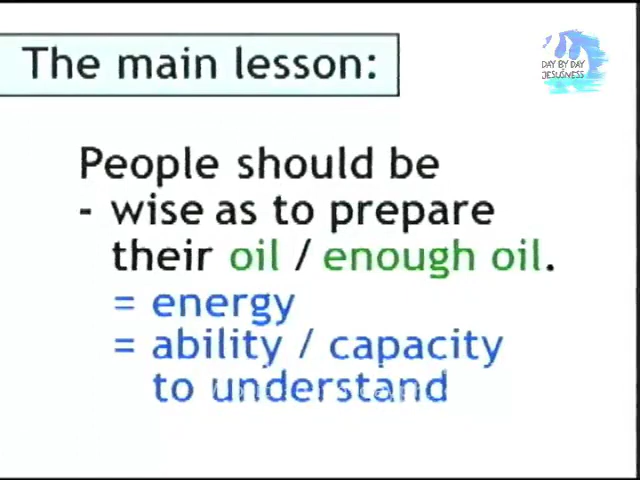 The main lesson:
DAY BY DAY
JESUSNESS
People should be
- wise as to prepare
their oil / enough oil.
= energy
= ability / capacity
to understand